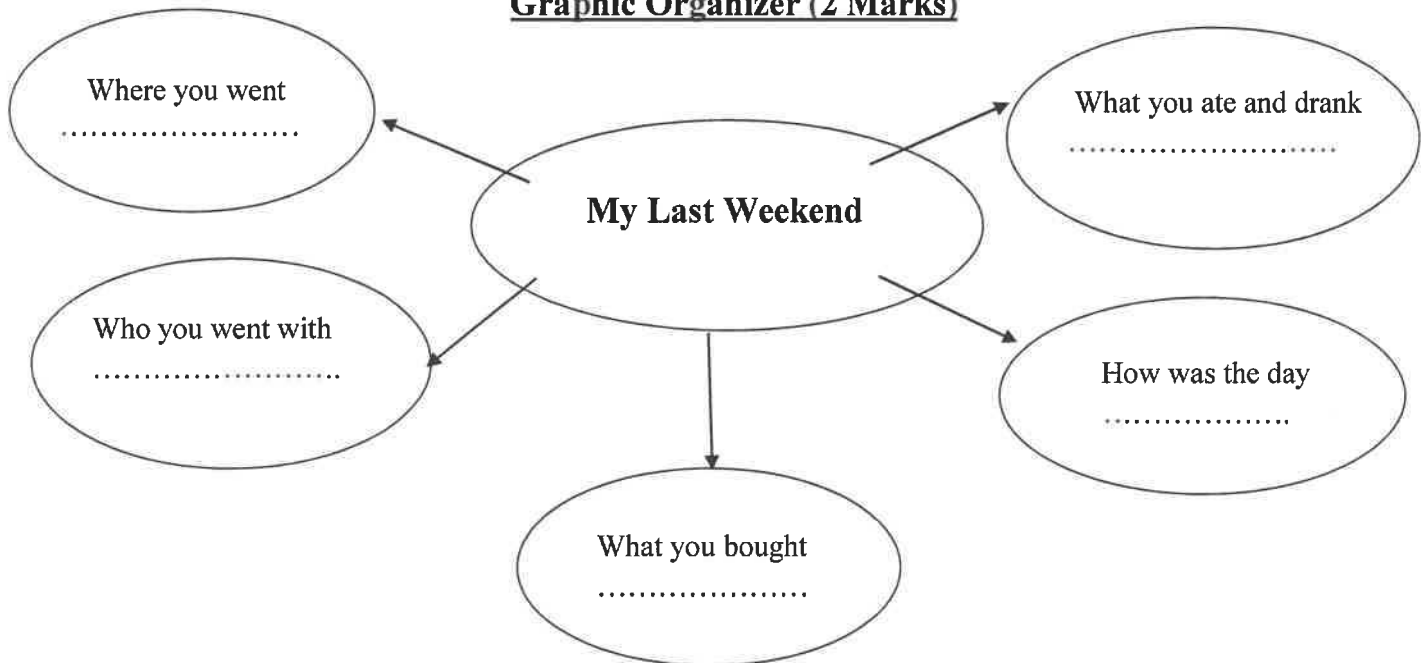 Graphic Organizer (2 Marks)
Where you went
.......................
What you ate and drank
..........................
My Last Weekend
Who you went with
........................
How was the day
..................
What you bought
.....................